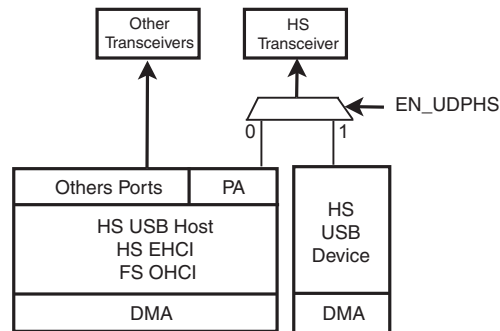 Other
Transceivers
HS
Transceiver
EN_UDPHS
0
1
Others Ports
PA
HS USB Host
HS EHCI
FS OHCI
DMA
HS
USB
Device
DMA